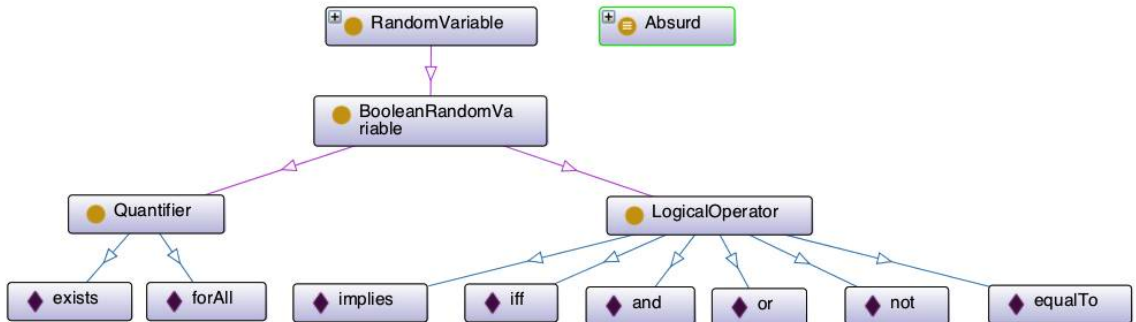 RandomVariable
Absurd
BooleanRandomVa
riable
Quantifier
LogicalOperator
exists
forAll
implies
iff
and
or
not
equalTo